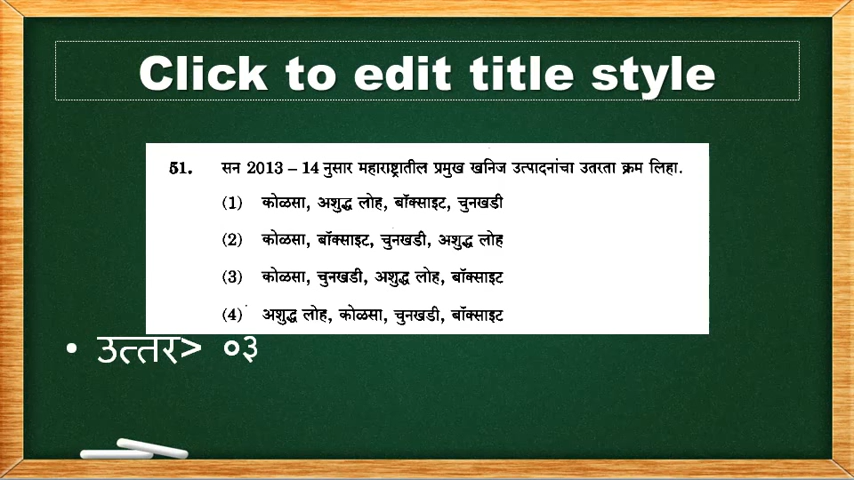 Click to edit title style
51. सन 2013 – 14 नुसार महाराष्ट्रातील प्रमुख खनिज उत्पादनांचा उतरता क्रम लिहा.
(1) कोळसा, अशुद्ध लोह, बॉक्साइट, चुनखडी
(2) कोळसा, बॉक्साइट, चुनखडी, अशुद्ध लोह
(3) कोळसा, चुनखडी, अशुद्ध लोह, बॉक्साइट
(4) अशुद्ध लोह, कोळसा, चुनखडी, बॉक्साइट
• उत्तर> ०३